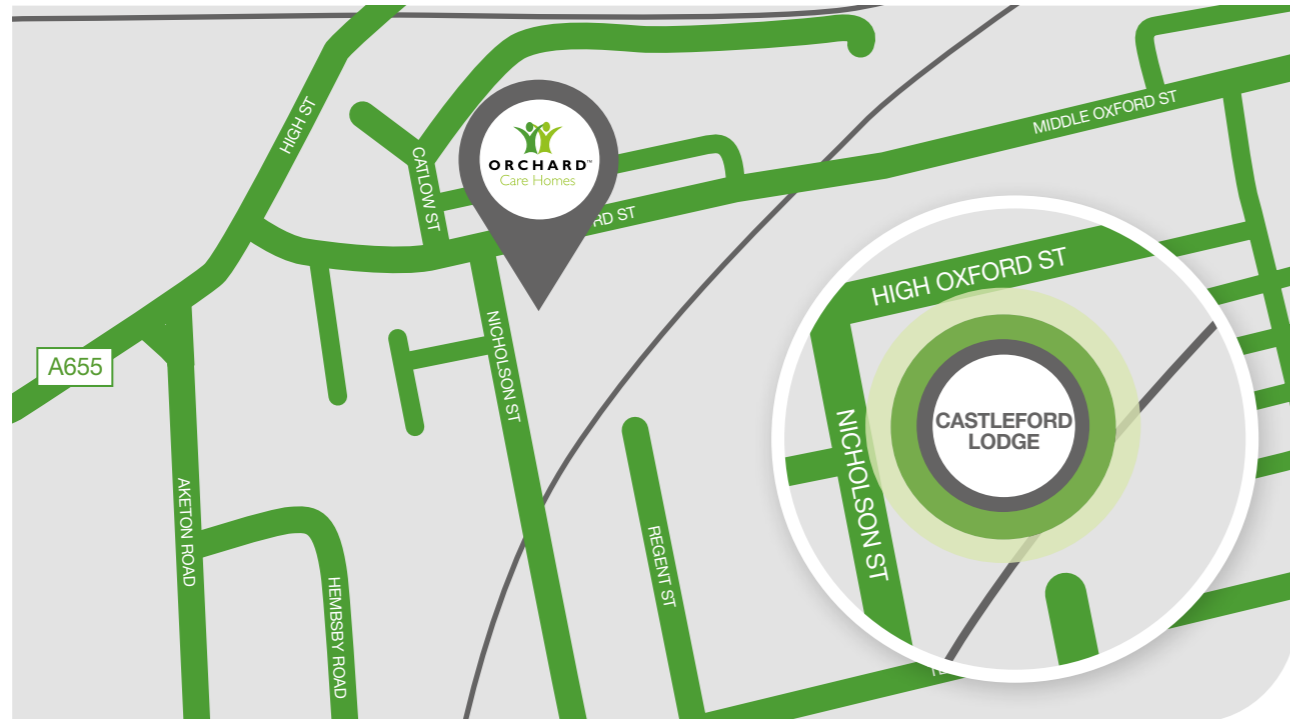 HIGH ST
CATLOW ST
ORCHARD™
Care Homes
RD ST
MIDDLE OXFORD ST
A655
NICHOLSON ST
AKETON ROAD
HEMBSBY ROAD
REGENT ST
HIGH OXFORD ST
NICHOLSON ST
CASTLEFORD
LODGE